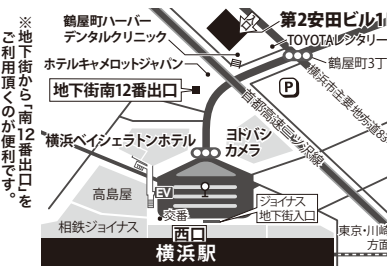 ※地下街から「南12番出口」を
ご利用頂くのが便利です。
鶴屋町ハーバー
デンタルクリニック
第2安田ビル1
TOYOTAレンタリー
ホテルキャメロットジャパン
鶴屋町3丁
地下街南12番出口
P
首都高速三ツ沢線
横浜市主要地方道83
横浜ベイシェラトンホテル
ヨドバシ
カメラ
高島屋
EV
ジョイナス
地下街入口
交番
相鉄ジョイナス
西口
東京・川崎
方面
横浜駅